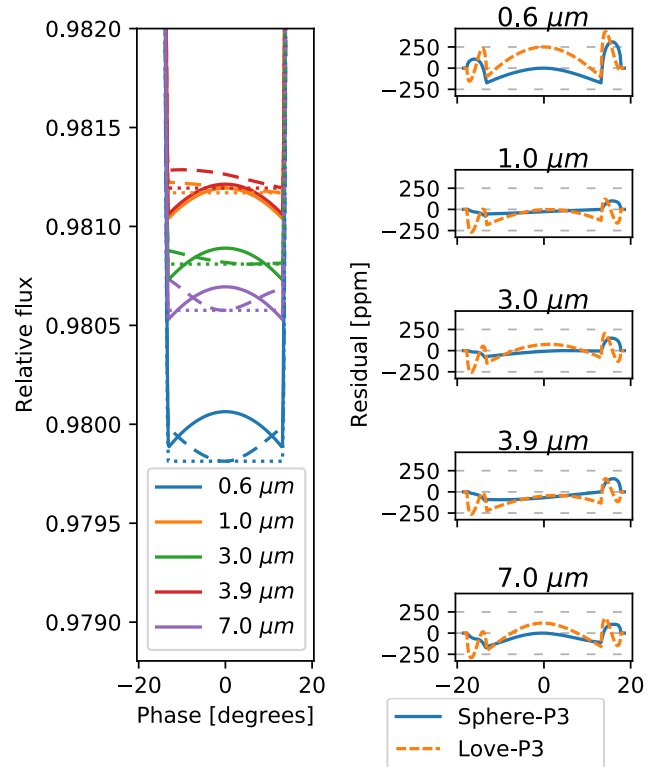 0.9820
0.9815
0.9810
0.9805
0.9800
0.9795
0.9790
Relative flux
−20
0
20
Phase [degrees]
0.6 μm
1.0 μm
3.0 μm
3.9 μm
7.0 μm
Residual [ppm]
0.6 μm
250
0
−250
−20
0
20
1.0 μm
250
0
−250
3.0 μm
250
0
−250
3.9 μm
250
0
−250
7.0 μm
250
0
−250
−20
0
20
Sphere-P3
Love-P3